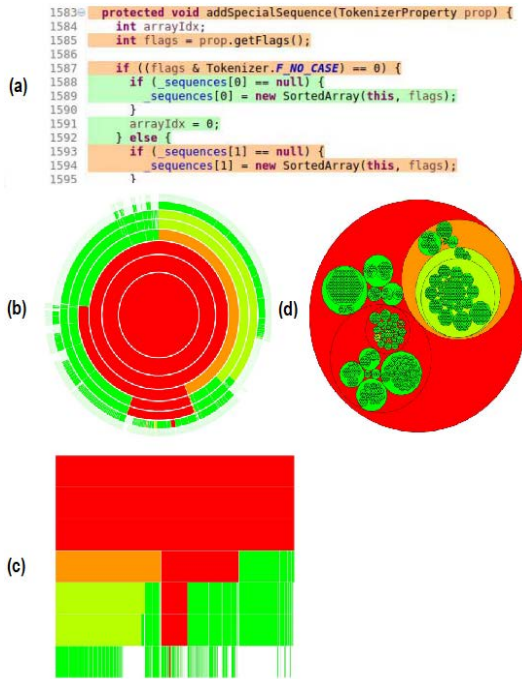 1583 protected void addSpecialSequence(TokenizerProperty prop) {
1584 int arrayIdx;
1585 int flags = prop.getFlags();
1586
1587 if ((flags & Tokenizer.F_NO_CASE) == 0) {
1588 if (_sequences[0] == null) {
1589 _sequences[0] = new SortedArray(this, flags);
1590 }
1591 arrayIdx = 0;
1592 } else {
1593 if (_sequences[1] == null) {
1594 _sequences[1] = new SortedArray(this, flags);
1595 }
(a)
(b)
(d)
(c)